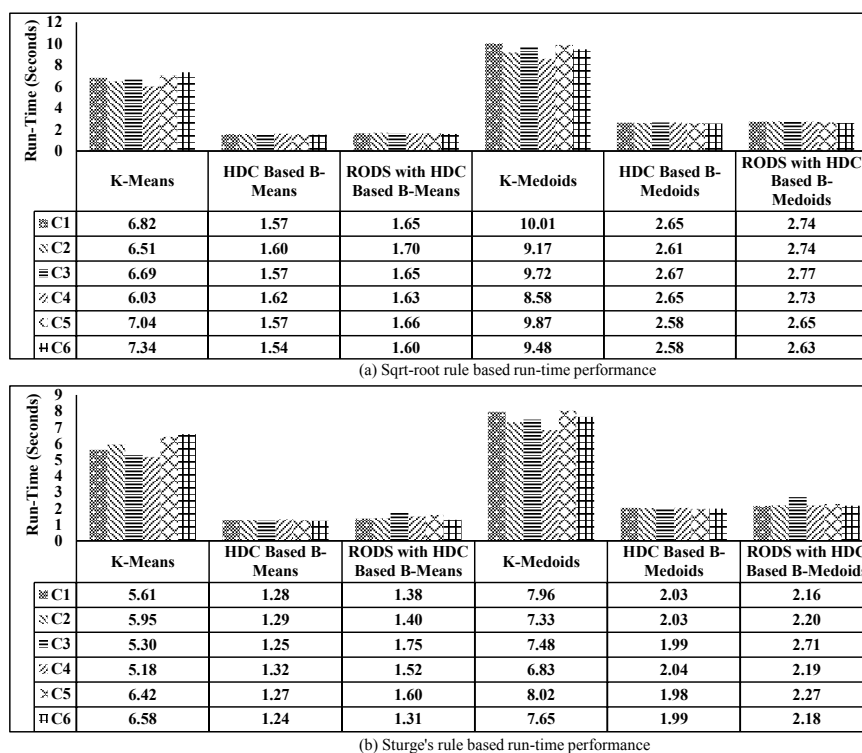 12
10
8
6
4
2
0
Run-Time (Seconds)
K-Means HDC Based B-Means RODS with HDC Based B-Means K-Medoids HDC Based B-Medoids RODS with HDC Based B-Medoids
C1 6.82 1.57 1.65 10.01 2.65 2.74
C2 6.51 1.60 1.70 9.17 2.61 2.74
C3 6.69 1.57 1.65 9.72 2.67 2.77
C4 6.03 1.62 1.63 8.58 2.65 2.73
C5 7.04 1.57 1.66 9.87 2.58 2.65
C6 7.34 1.54 1.60 9.48 2.58 2.63
(a) Sqrt-root rule based run-time performance
9
8
7
6
5
4
3
2
1
0
Run-Time (Seconds)
K-Means HDC Based B-Means RODS with HDC Based B-Means K-Medoids HDC Based B-Medoids RODS with HDC Based B-Medoids
C1 5.61 1.28 1.38 7.96 2.03 2.16
C2 5.95 1.29 1.40 7.33 2.03 2.20
C3 5.30 1.25 1.75 7.48 1.99 2.71
C4 5.18 1.32 1.52 6.83 2.04 2.19
C5 6.42 1.27 1.60 8.02 1.98 2.27
C6 6.58 1.24 1.31 7.65 1.99 2.18
(b) Sturge's rule based run-time performance